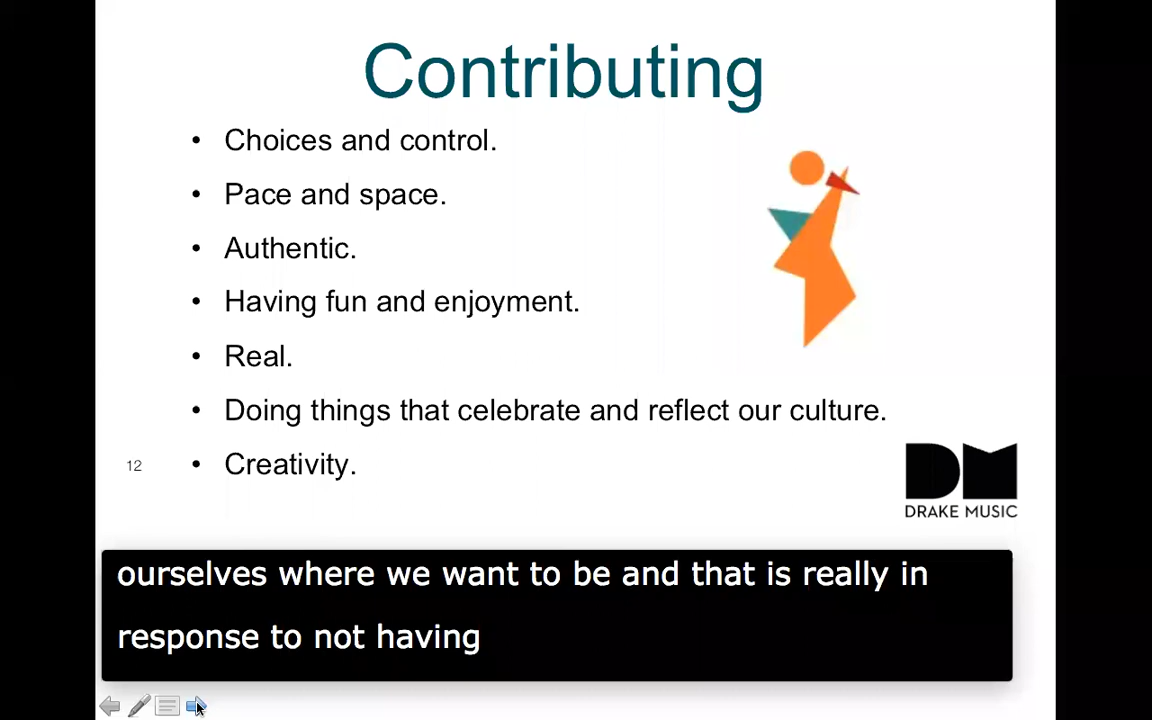 Contributing
• Choices and control.
• Pace and space.
• Authentic.
• Having fun and enjoyment.
• Real.
• Doing things that celebrate and reflect our culture.
12
• Creativity.
DM
DRAKE MUSIC
ourselves where we want to be and that is really in
response to not having